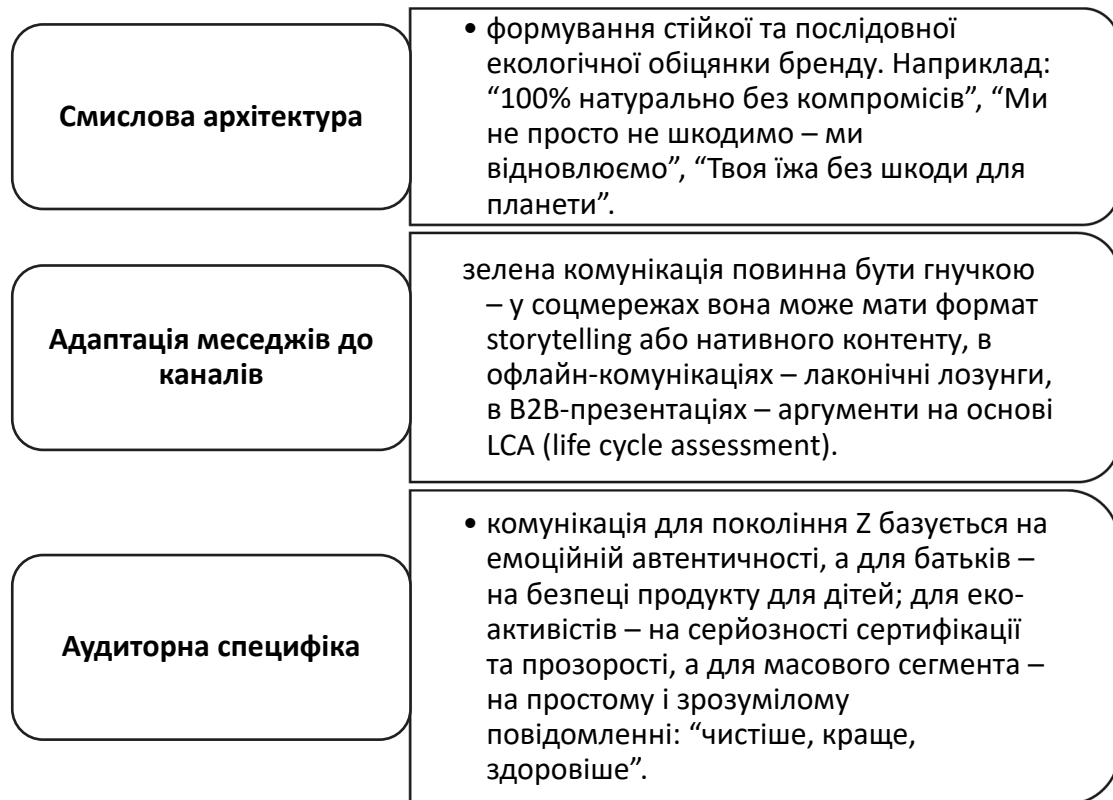 Смислова архітектура
• формування стійкої та послідовної
екологічної обіцянки бренду. Наприклад:
“100% натурально без компромісів”, “Ми
не просто не шкодимо – ми
відновлюємо”, “Твоя їжа без шкоди для
планети”.
Адаптація меседжів до
каналів
зелена комунікація повинна бути гнучкою
– у соцмережах вона може мати формат
storytelling або нативного контенту, в
офлайн-комунікаціях – лаконічні лозунги,
в B2B-презентаціях – аргументи на основі
LCA (life cycle assessment).
Аудиторна специфіка
• комунікація для покоління Z базується на
емоційній автентичності, а для батьків –
на безпеці продукту для дітей; для еко-
активістів – на серйозності сертифікації
та прозорості, а для масового сегмента –
на простому і зрозумілому
повідомленні: “чистіше, краще,
здоровіше”.